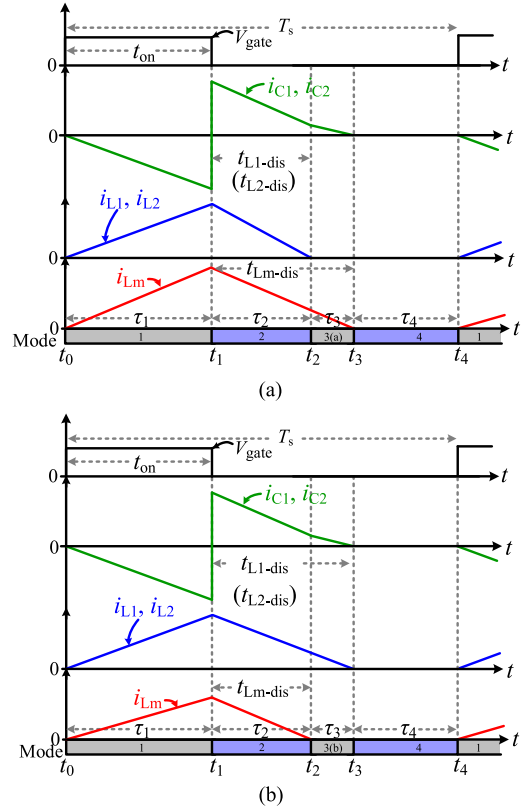 T_s
t_on
V_gate
0
t
i_C1, i_C2
0
t
t_L1-dis
(t_L2-dis)
i_L1, i_L2
0
t
t_Lm-dis
i_Lm
τ_1 τ_2 τ_3 τ_4
0
t
Mode 1 2 3(a) 4 1
t_0 t_1 t_2 t_3 t_4
(a)
T_s
V_gate
t_on
0
t
i_C1, i_C2
0
t
t_L1-dis
(t_L2-dis)
i_L1, i_L2
0
t
t_Lm-dis
i_Lm
τ_1 τ_2 τ_3 τ_4
0
t
Mode 1 2 3(b) 4 1
t_0 t_1 t_2 t_3 t_4
(b)